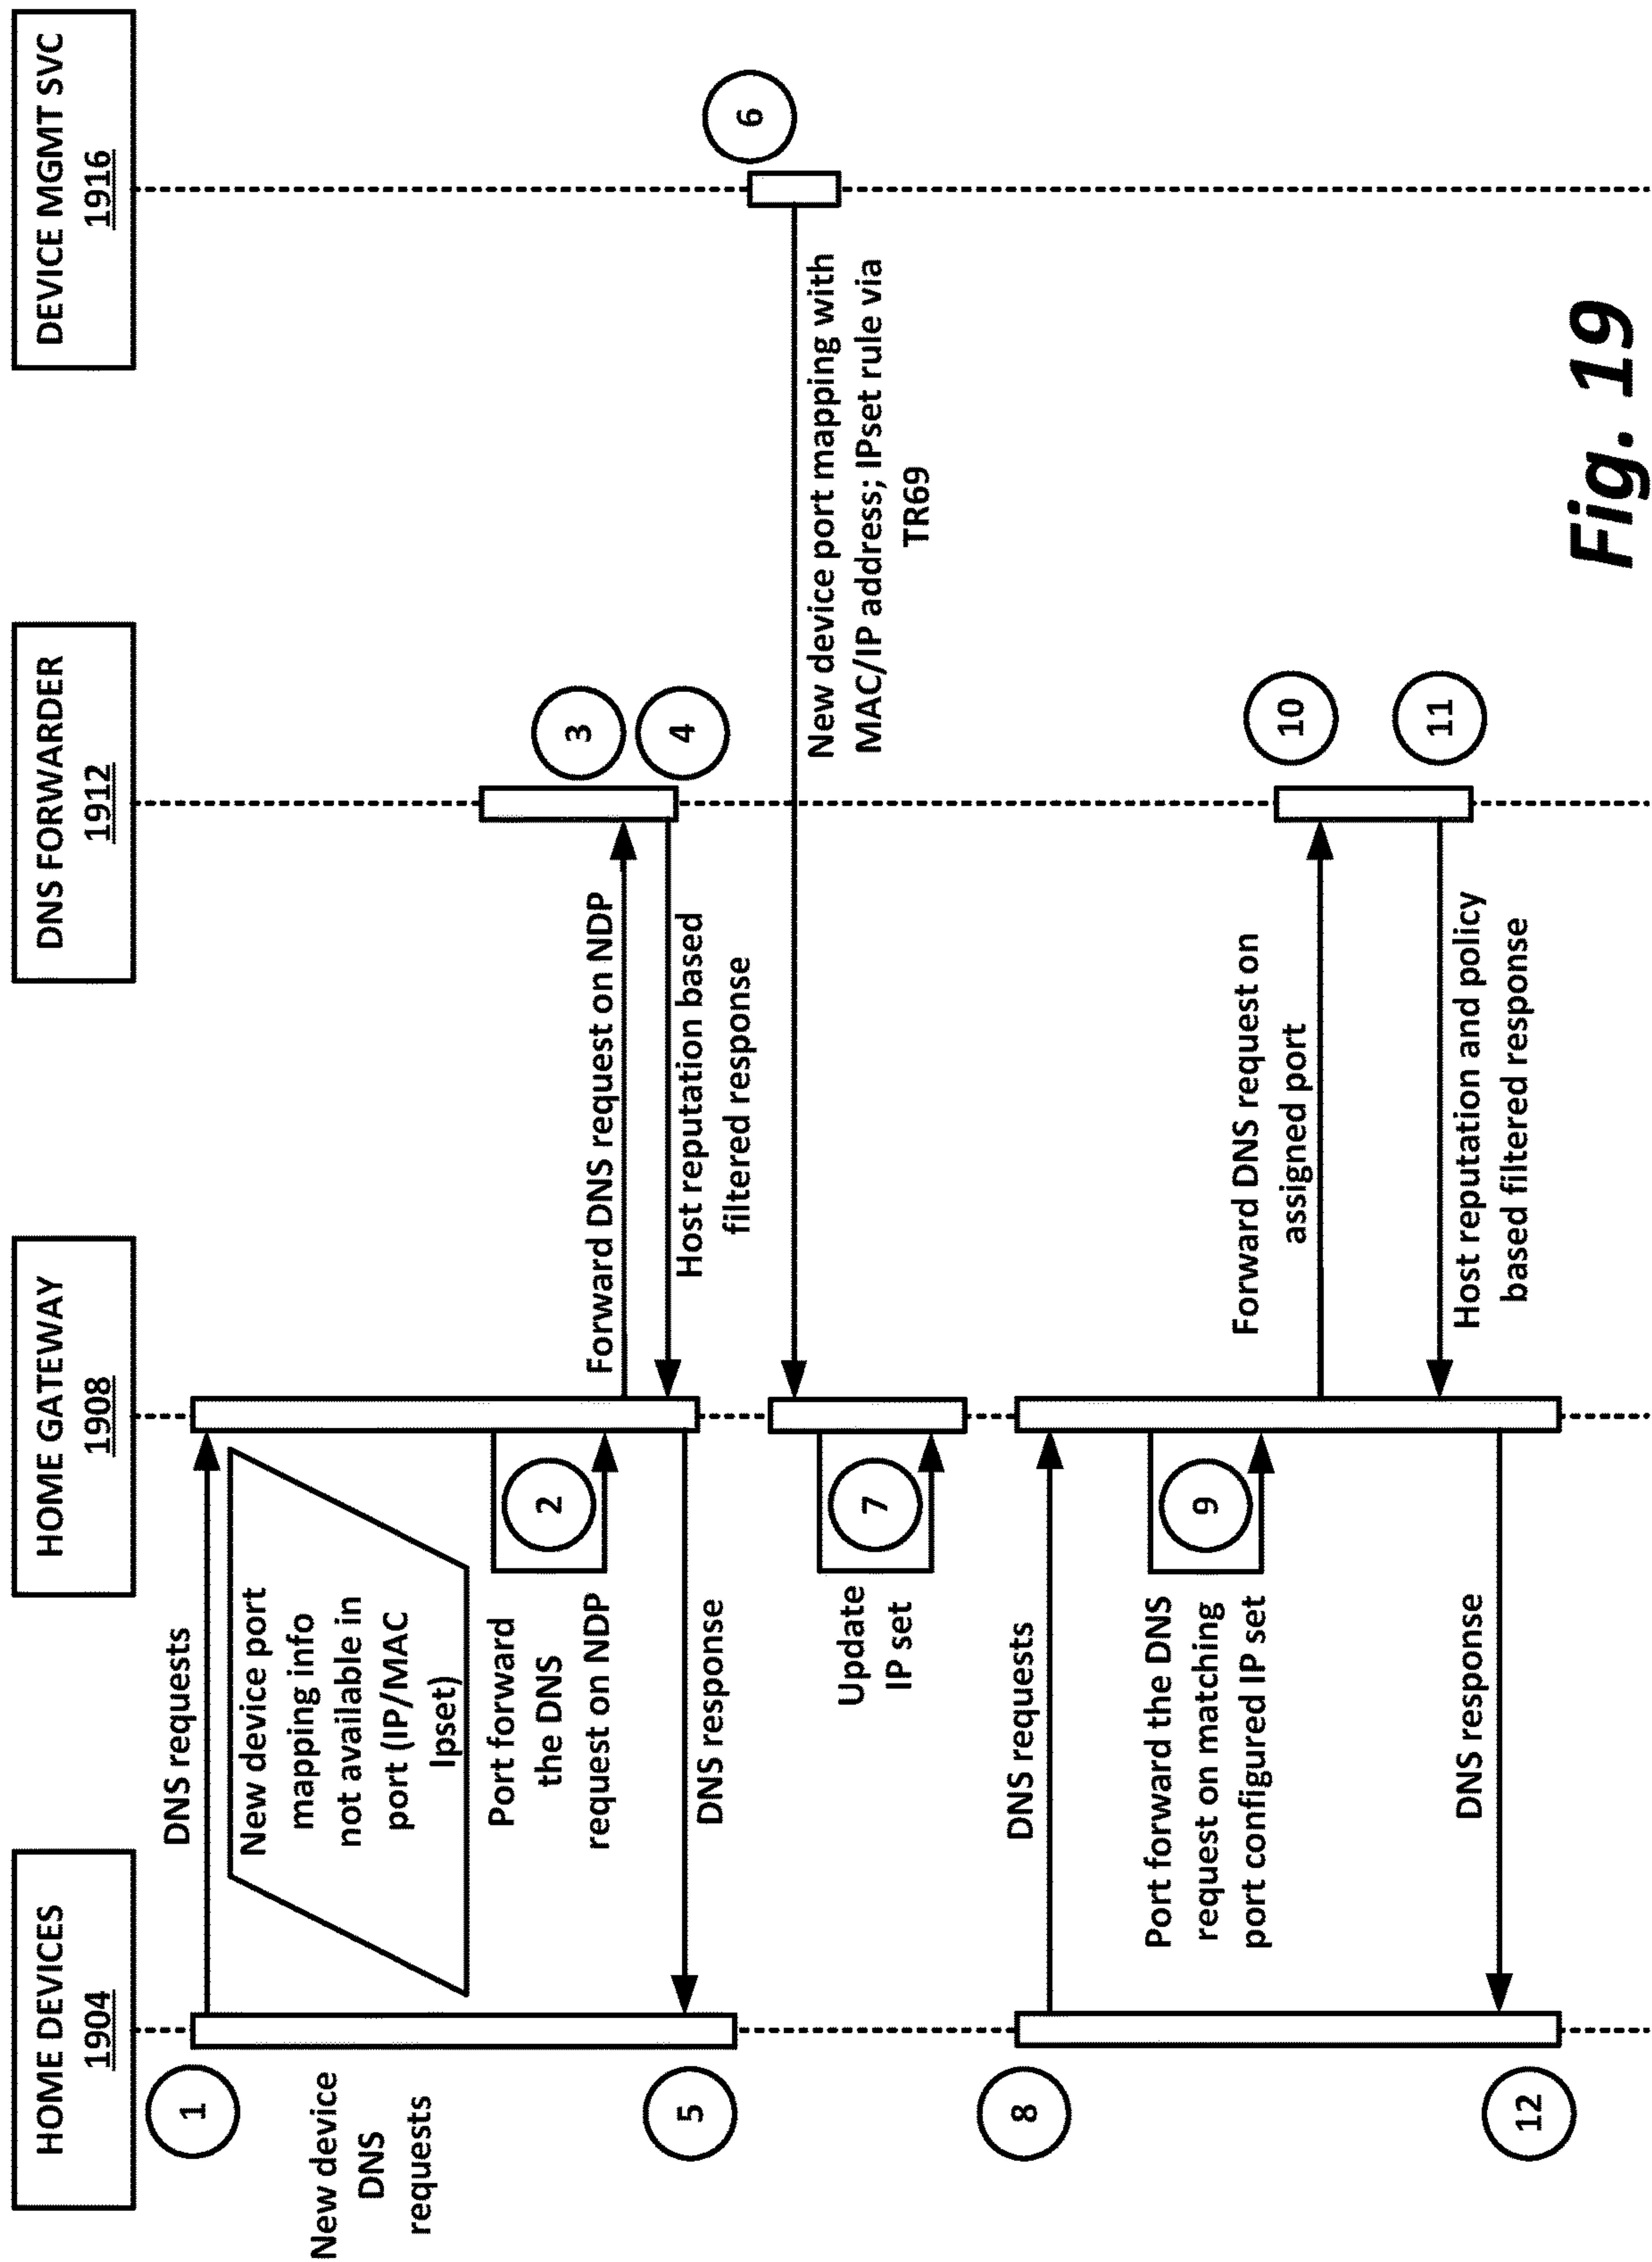 HOME DEVICES
1904
HOME GATEWAY
1908
DNS FORWARDER
1912
DEVICE MGMT SVC
1916
1
DNS requests
New device
DNS
requests
New device port
mapping info
not available in
port (IP/MAC
Ipset)
Port forward
the DNS
request on NDP
2
Forward DNS request on NDP
3
4
Host reputation based
filtered response
5
DNS response
6
New device port mapping with
MAC/IP address; IPset rule via
TR69
Update
IP set
7
8
DNS requests
Port forward the DNS
request on matching
port configured IP set
9
Forward DNS request on
assigned port
10
11
Host reputation and policy
based filtered response
12
DNS response
Fig. 19